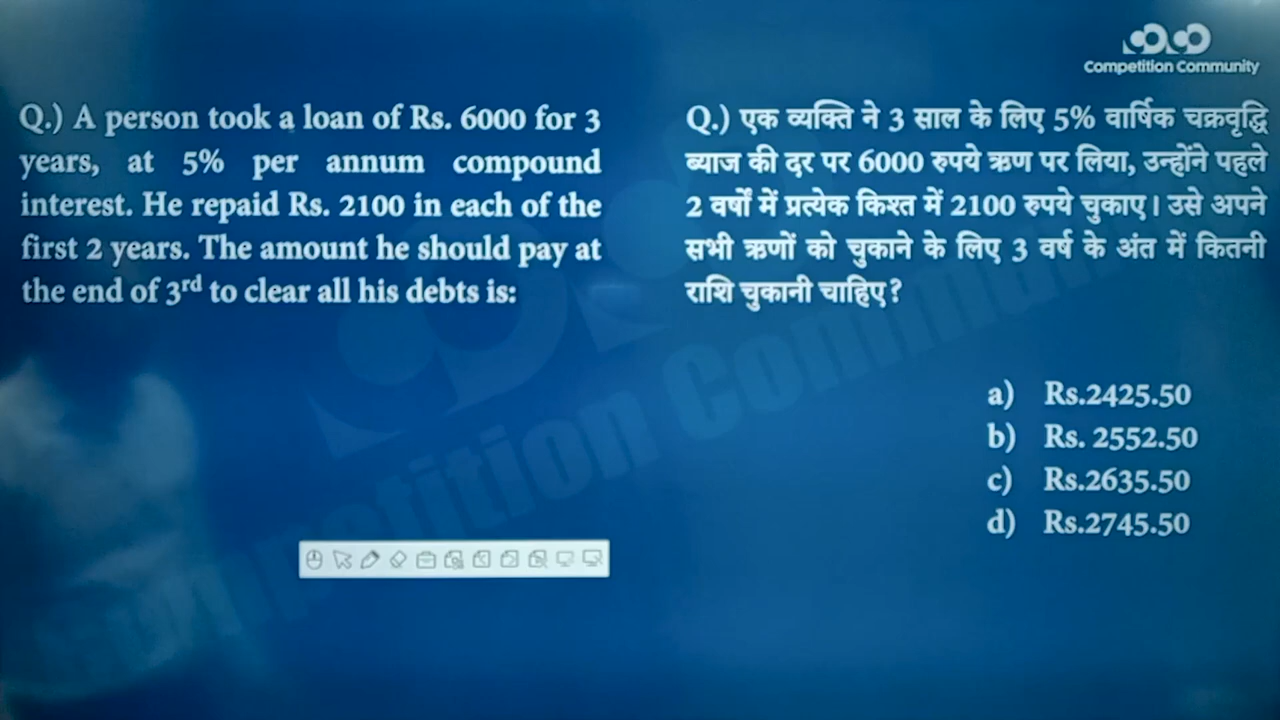 Competition Community
Q.) A person took a loan of Rs. 6000 for 3
years, at 5% per annum compound
interest. He repaid Rs. 2100 in each of the
first 2 years. The amount he should pay at
the end of 3rd to clear all his debts is:
Q.) एक व्यक्ति ने 3 साल के लिए 5% वार्षिक चक्रवृद्धि
ब्याज की दर पर 6000 रुपये ऋण पर लिया, उन्होंने पहले
2 वर्षों में प्रत्येक किश्त में 2100 रुपये चुकाए। उसे अपने
सभी ऋणों को चुकाने के लिए 3 वर्ष के अंत में कितनी
राशि चुकानी चाहिए?
a) Rs.2425.50
b) Rs. 2552.50
c) Rs.2635.50
d) Rs.2745.50
Competition Community